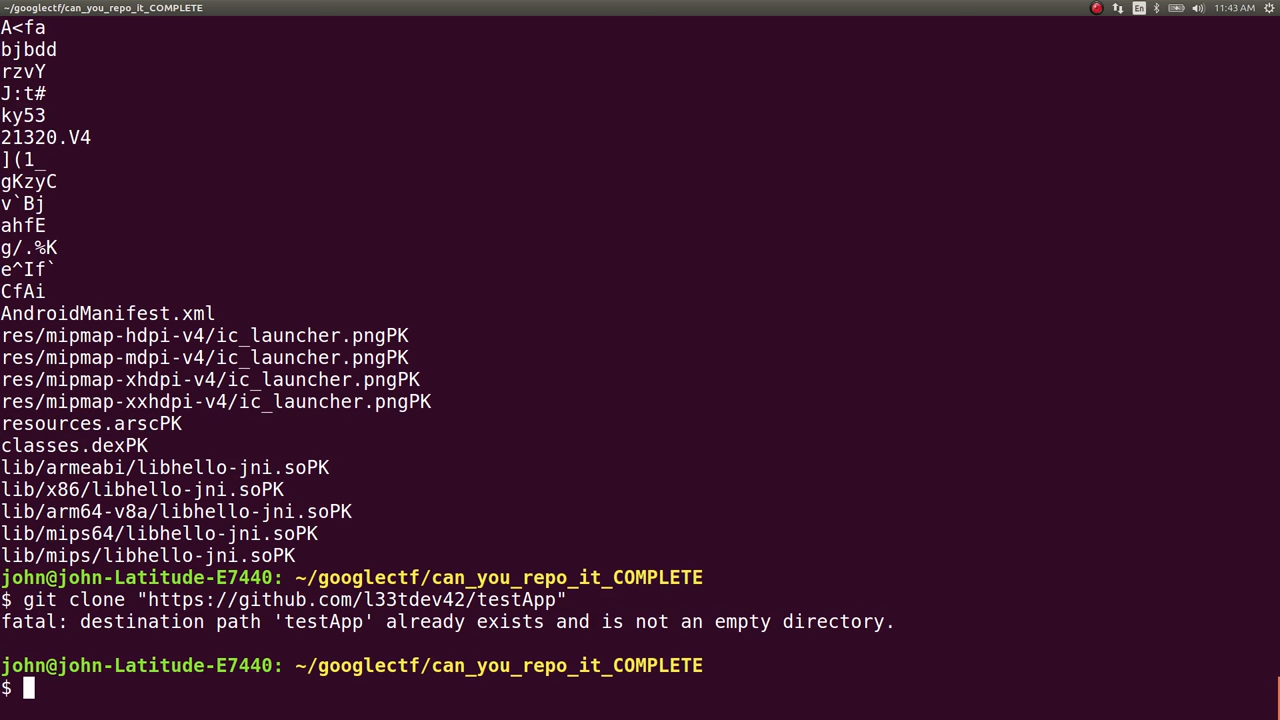 ~/googlectf/can_you_repo_it_COMPLETE
En
11:43 AM
A<fa
bjbdd
rzvY
J:t#
ky53
21320.V4
](1_
gKzyC
v`Bj
ahfE
g/.%K
e^If`
CfAi
AndroidManifest.xml
res/mipmap-hdpi-v4/ic_launcher.pngPK
res/mipmap-mdpi-v4/ic_launcher.pngPK
res/mipmap-xhdpi-v4/ic_launcher.pngPK
res/mipmap-xxhdpi-v4/ic_launcher.pngPK
resources.arscPK
classes.dexPK
lib/armeabi/libhello-jni.soPK
lib/x86/libhello-jni.soPK
lib/arm64-v8a/libhello-jni.soPK
lib/mips64/libhello-jni.soPK
lib/mips/libhello-jni.soPK
john@john-Latitude-E7440: ~/googlectf/can_you_repo_it_COMPLETE
$ git clone "https://github.com/l33tdev42/testApp"
fatal: destination path 'testApp' already exists and is not an empty directory.
john@john-Latitude-E7440: ~/googlectf/can_you_repo_it_COMPLETE
$